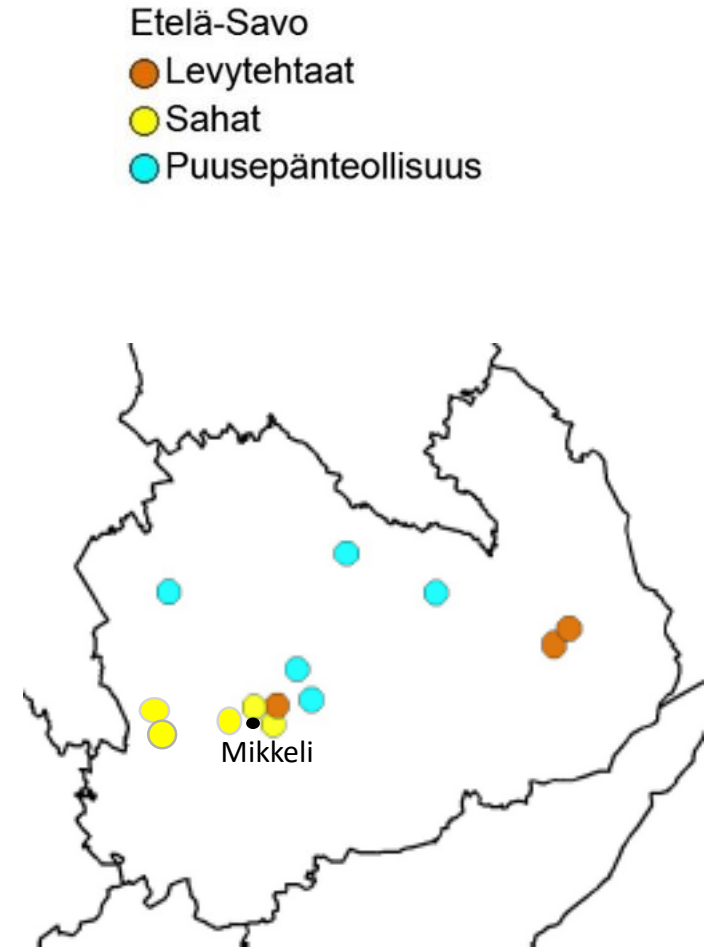 Etelä-Savo
Levytehtaat
Sahat
Puusepänteollisuus
Mikkeli